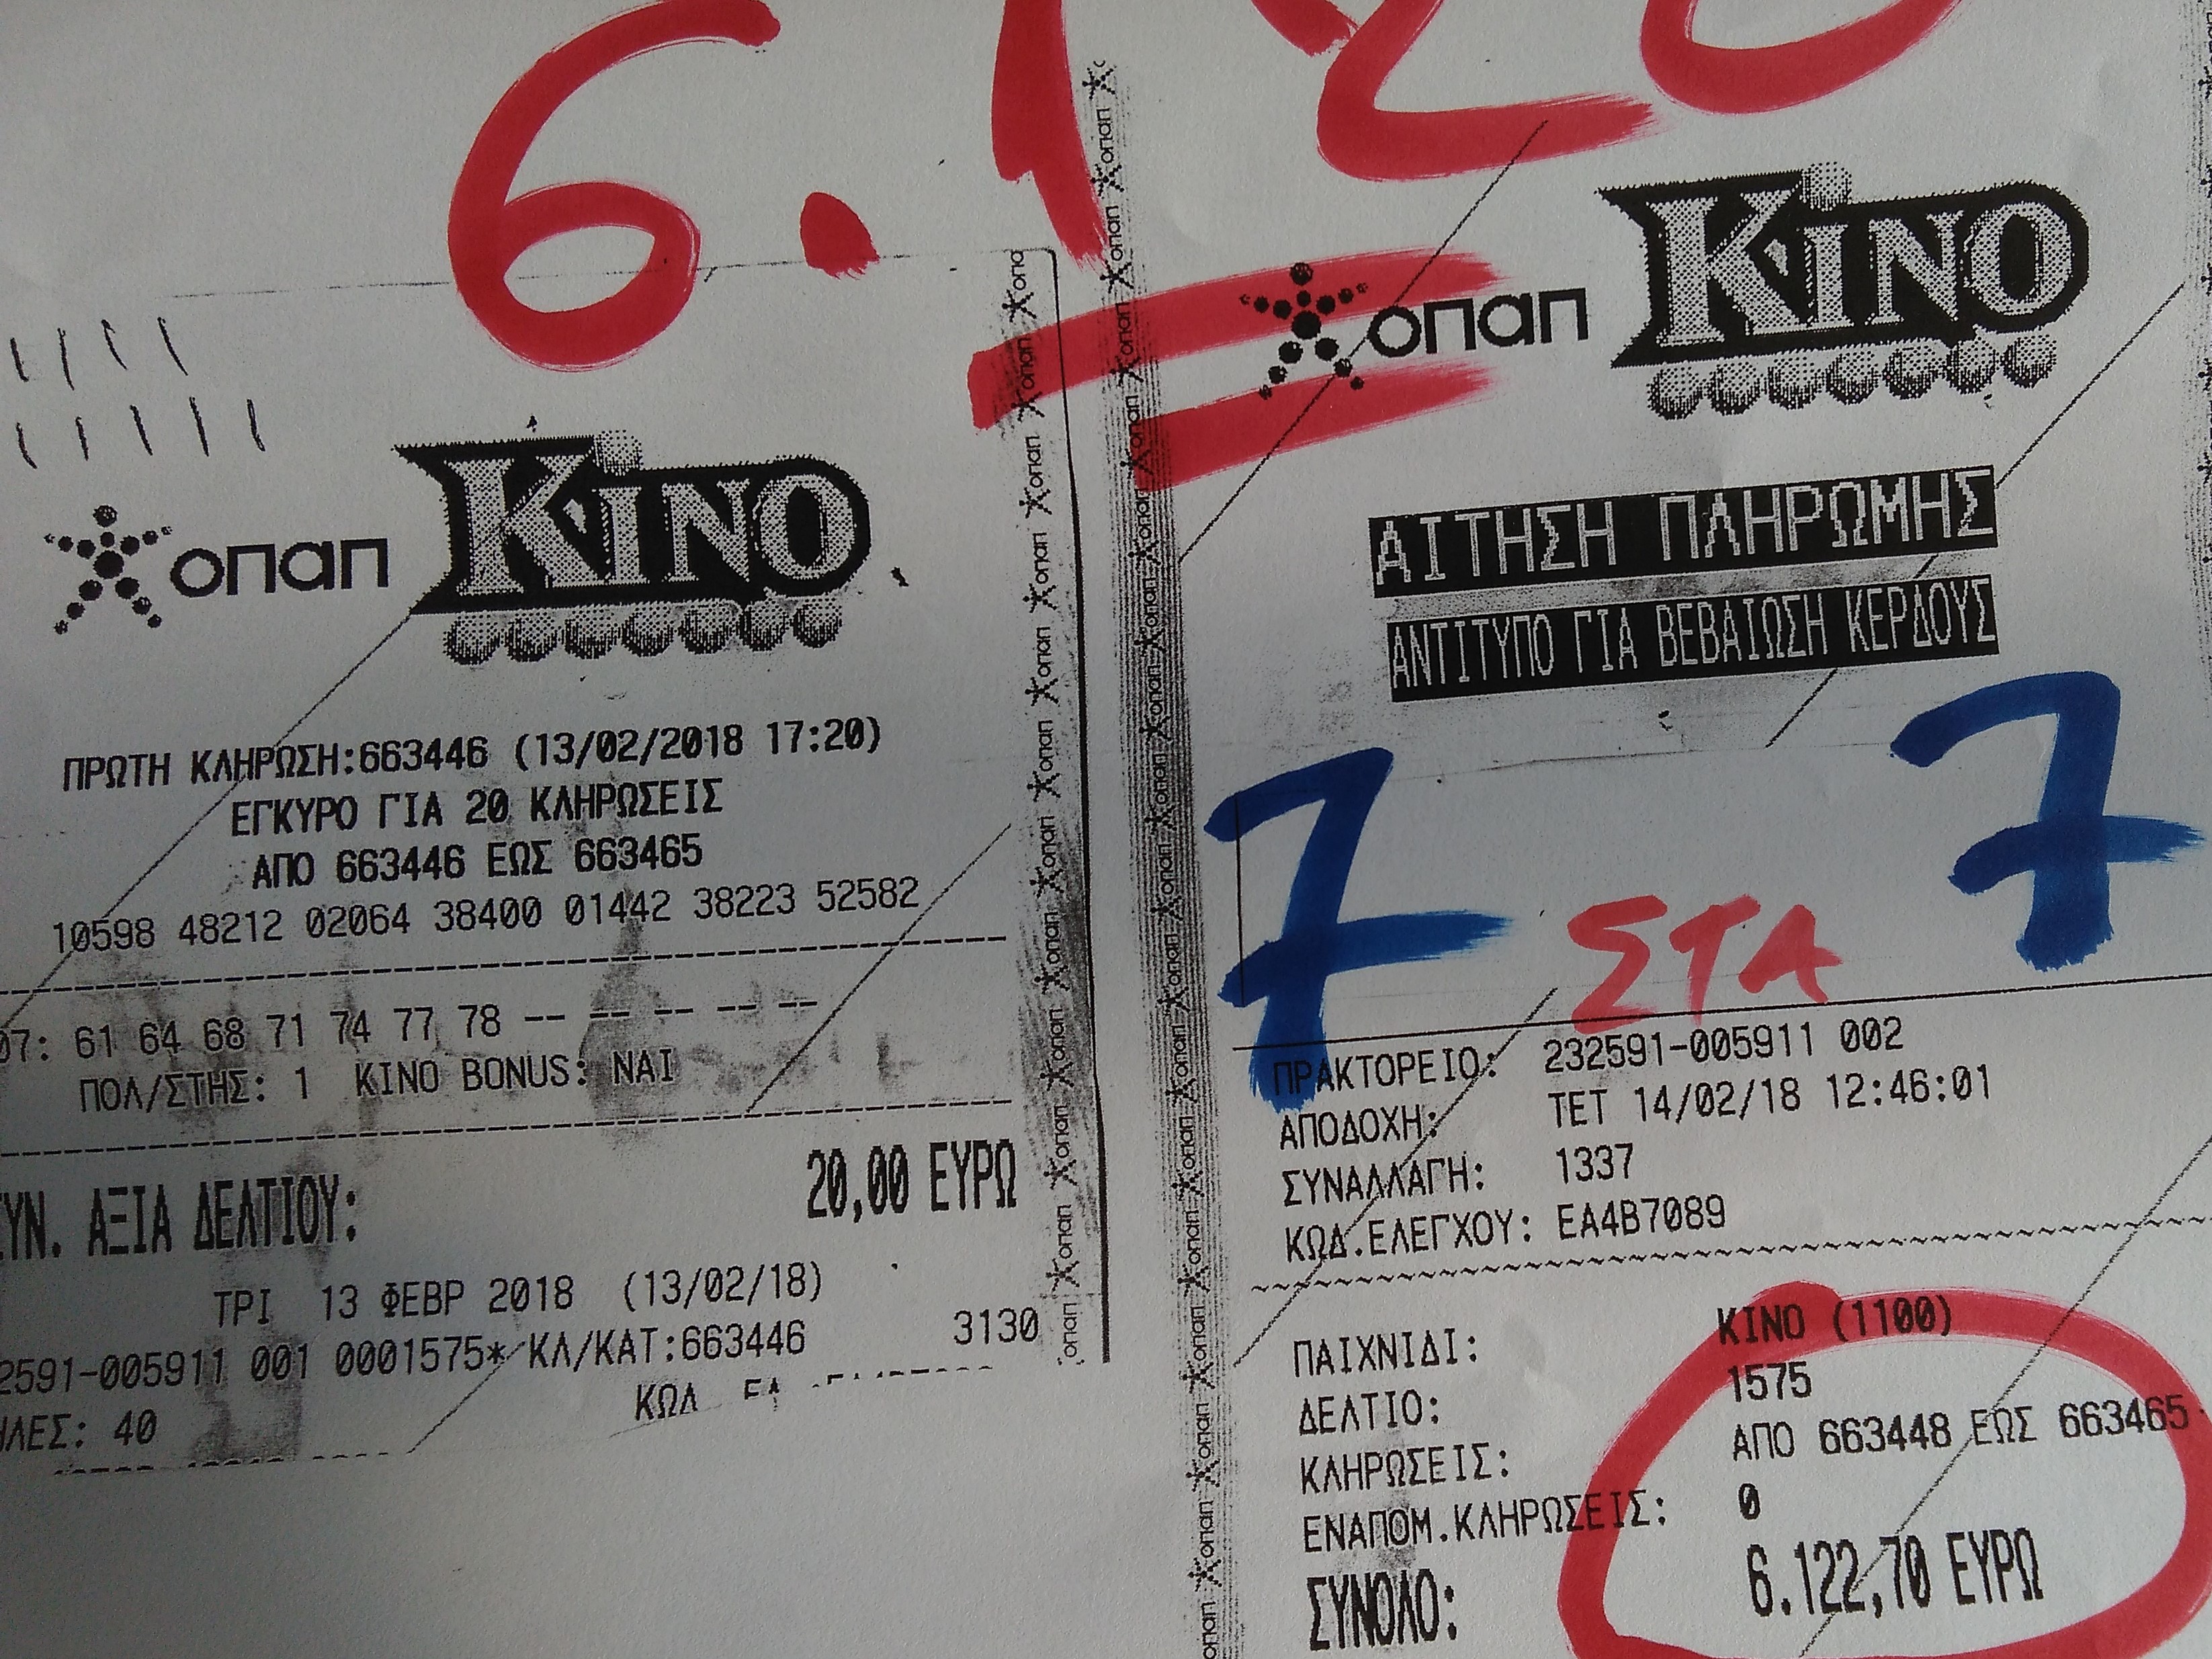 6.120
οπαπ KINO
ΠΡΩΤΗ ΚΛΗΡΩΣΗ:663446 (13/02/2018 17:20)
ΕΓΚΥΡΟ ΓΙΑ 20 ΚΛΗΡΩΣΕΙΣ
ΑΠΟ 663446 ΕΩΣ 663465
10598 48212 02064 38400 01442 38223 52582
07: 61 64 68 71 74 77 78 -- -- -- -- --
ΠΟΛ/ΣΤΗΣ: 1 KINO BONUS: ΝΑΙ
ΣΥΝ. ΑΞΙΑ ΔΕΛΤΙΟΥ: 20,00 ΕΥΡΩ
ΤΡΙ 13 ΦΕΒΡ 2018 (13/02/18)
2591-005911 001 0001575* ΚΛ/ΚΑΤ:663446 3130
ΗΛΕΣ: 40
οπαπ KINO
ΑΙΤΗΣΗ ΠΛΗΡΩΜΗΣ
ΑΝΤΙΤΥΠΟ ΓΙΑ ΒΕΒΑΙΩΣΗ ΚΕΡΔΟΥΣ
7 ΣΤΑ 7
ΠΡΑΚΤΟΡΕΙΟ: 232591-005911 002
ΑΠΟΔΟΧΗ: ΤΕΤ 14/02/18 12:46:01
ΣΥΝΑΛΛΑΓΗ: 1337
ΚΩΔ.ΕΛΕΓΧΟΥ: EA4B7089
ΠΑΙΧΝΙΔΙ: KINO (1100)
ΔΕΛΤΙΟ: 1575
ΚΛΗΡΩΣΕΙΣ: ΑΠΟ 663448 ΕΩΣ 663465
ΕΝΑΠΟΜ.ΚΛΗΡΩΣΕΙΣ: 0
ΣΥΝΟΛΟ: 6.122,70 ΕΥΡΩ